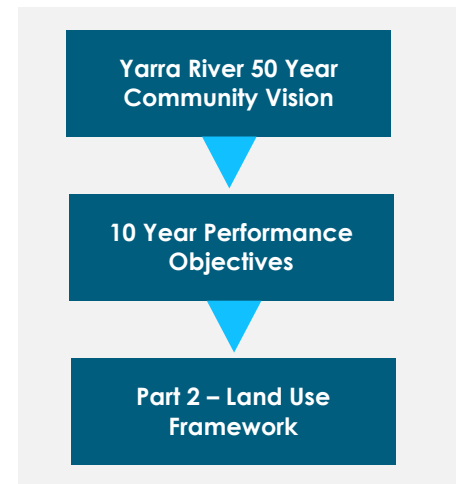 Yarra River 50 Year
Community Vision
10 Year Performance
Objectives
Part 2 – Land Use
Framework